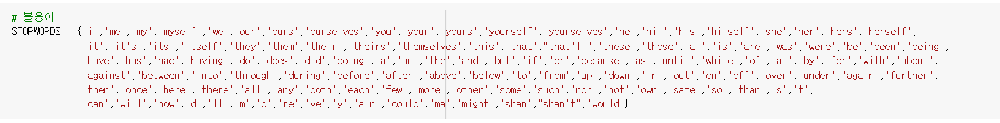 # 불용어
STOPWORDS = {'i','me','my','myself','we','our','ours','ourselves','you','your','yours','yourself','yourselves','he','him','his','himself','she','her','hers','herself',
'it',"it's",'its','itself','they','them','their','theirs','themselves','this','that',"that'll",'these','those','am','is','are','was','were','be','been','being',
'have','has','had','having','do','does','did','doing','a','an','the','and','but','if','or','because','as','until','while','of','at','by','for','with','about',
'against','between','into','through','during','before','after','above','below','to','from','up','down','in','out','on','off','over','under','again','further',
'then','once','here','there','all','any','both','each','few','more','other','some','such','nor','not','own','same','so','than','s','t',
'can','will','now','d','ll','m','o','re','ve','y','ain','could','ma','might','shan',"shan't",'would'}